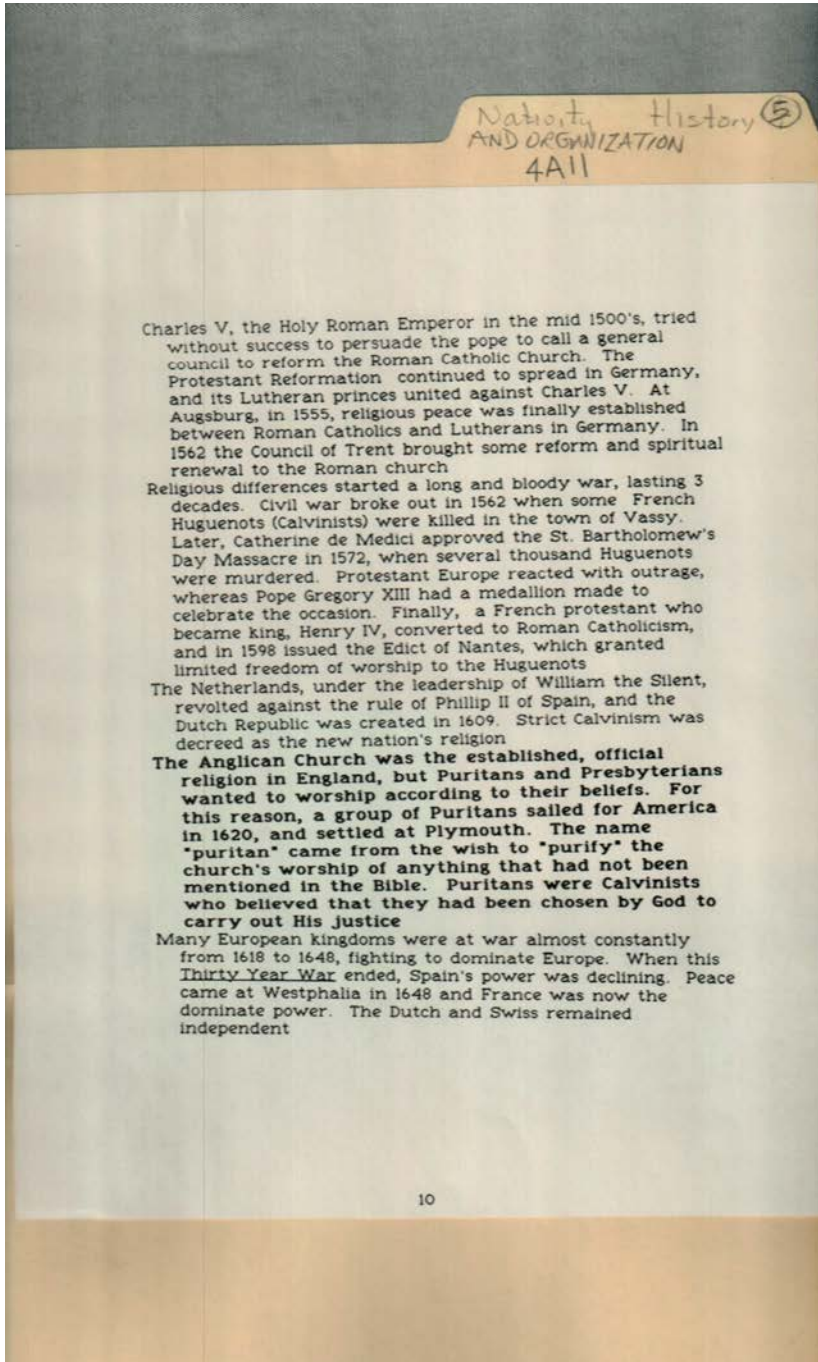 Nativity History 5
AND ORGANIZATION
4A11
Charles V, the Holy Roman Emperor in the mid 1500's, tried
without success to persuade the pope to call a general
council to reform the Roman Catholic Church. The
Protestant Reformation continued to spread in Germany,
and its Lutheran princes united against Charles V. At
Augsburg, in 1555, religious peace was finally established
between Roman Catholics and Lutherans in Germany. In
1562 the Council of Trent brought some reform and spiritual
renewal to the Roman church
Religious differences started a long and bloody war, lasting 3
decades. Civil war broke out in 1562 when some French
Huguenots (Calvinists) were killed in the town of Vassy.
Later, Catherine de Medici approved the St. Bartholomew's
Day Massacre in 1572, when several thousand Huguenots
were murdered. Protestant Europe reacted with outrage,
whereas Pope Gregory XIII had a medallion made to
celebrate the occasion. Finally, a French protestant who
became king, Henry IV, converted to Roman Catholicism,
and in 1598 issued the Edict of Nantes, which granted
limited freedom of worship to the Huguenots
The Netherlands, under the leadership of William the Silent,
revolted against the rule of Phillip II of Spain, and the
Dutch Republic was created in 1609. Strict Calvinism was
decreed as the new nation's religion
The Anglican Church was the established, official
religion in England, but Puritans and Presbyterians
wanted to worship according to their beliefs. For
this reason, a group of Puritans sailed for America
in 1620, and settled at Plymouth. The name
"puritan" came from the wish to "purify" the
church's worship of anything that had not been
mentioned in the Bible. Puritans were Calvinists
who believed that they had been chosen by God to
carry out His justice
Many European kingdoms were at war almost constantly
from 1618 to 1648, fighting to dominate Europe. When this
Thirty Year War ended, Spain's power was declining. Peace
came at Westphalia in 1648 and France was now the
dominate power. The Dutch and Swiss remained
independent
10